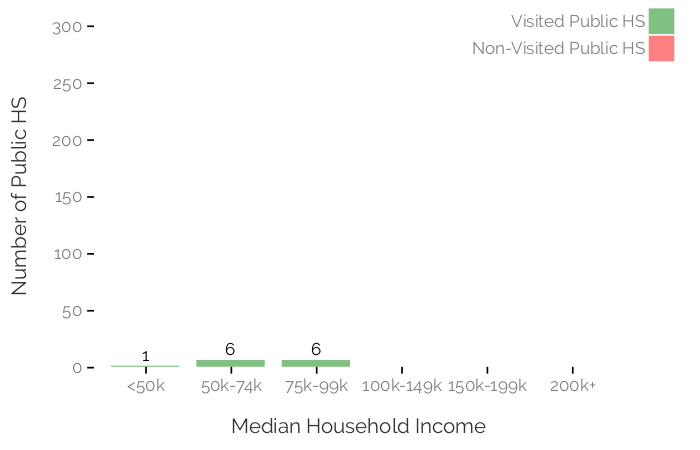 Visited Public HS
Non-Visited Public HS
Number of Public HS
300
250
200
150
100
50
0
1
6
6
<50k
50k-74k
75k-99k
100k-149k
150k-199k
200k+
Median Household Income